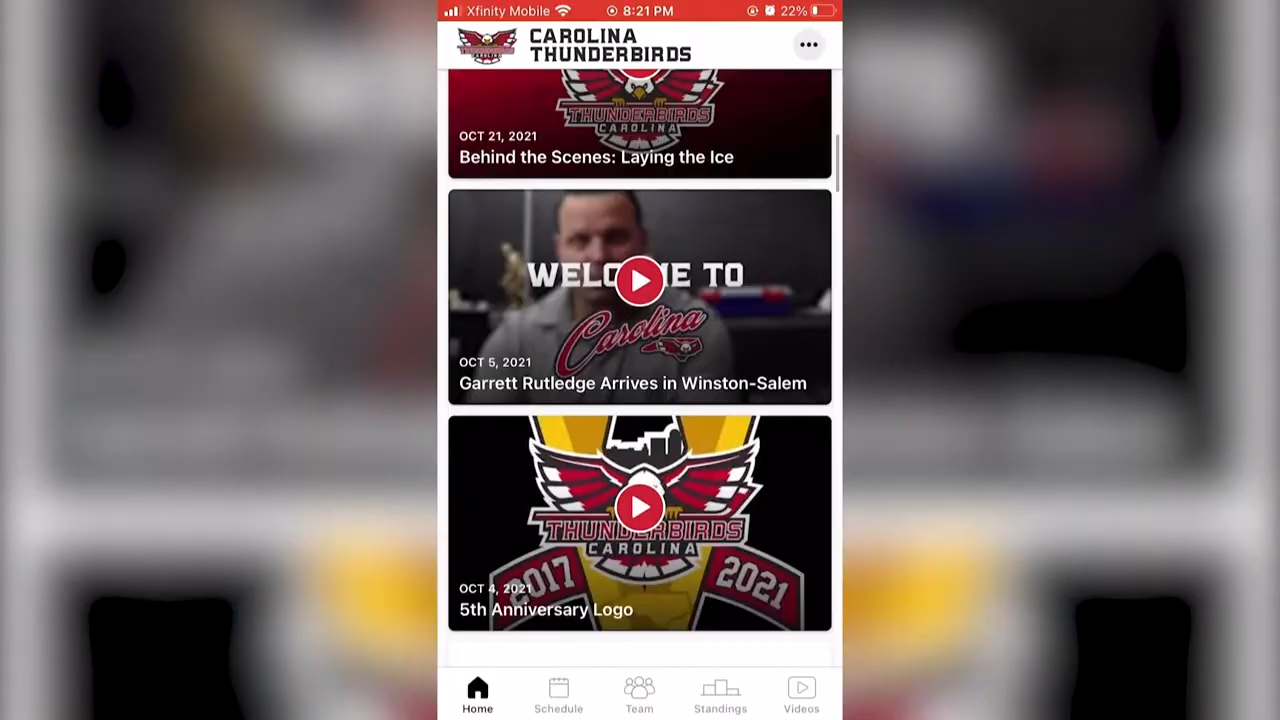 Xfinity Mobile
8:21 PM
22%
CAROLINA
THUNDERBIRDS
THUNDERBIRDS
CAROLINA
OCT 21, 2021
Behind the Scenes: Laying the Ice
WELCOME TO
Carolina
OCT 5, 2021
Garrett Rutledge Arrives in Winston-Salem
THUNDERBIRDS
CAROLINA
2017
2021
OCT 4, 2021
5th Anniversary Logo
Home
Schedule
Team
Standings
Videos